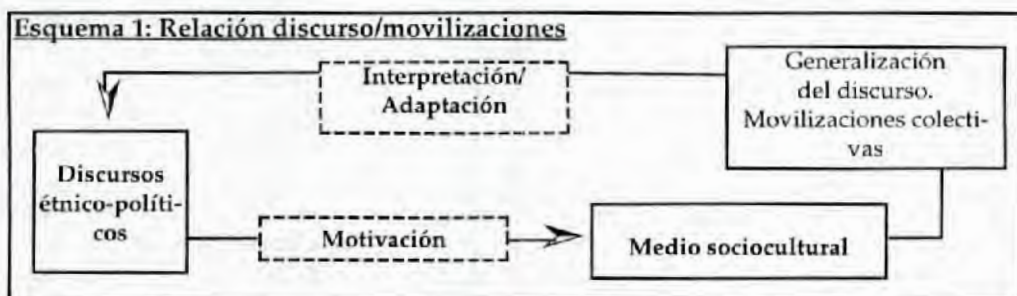 Esquema 1: Relación discurso/movilizaciones
Interpretación/
Adaptación
Generalización
del discurso.
Movilizaciones colecti-
vas
Discursos
étnico-políti-
cos
Motivación
Medio sociocultural